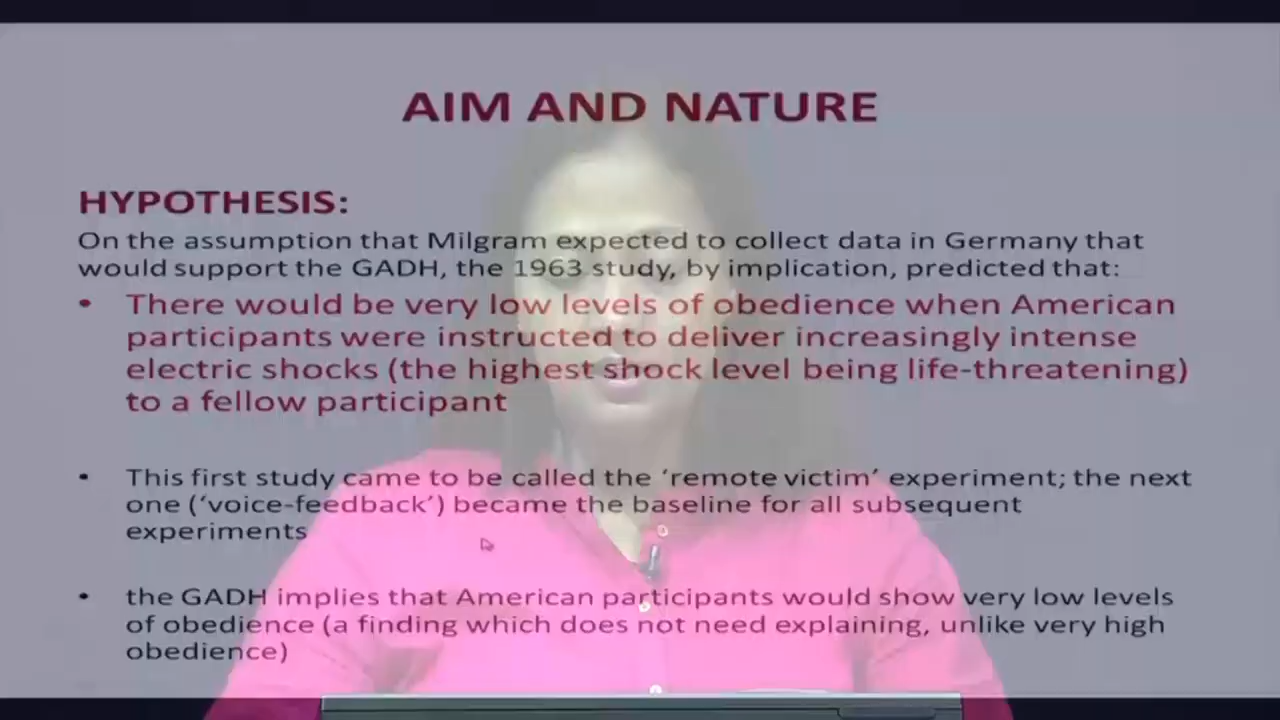 AIM AND NATURE
HYPOTHESIS:
On the assumption that Milgram expected to collect data in Germany that
would support the GADH, the 1963 study, by implication, predicted that:
• There would be very low levels of obedience when American
participants were instructed to deliver increasingly intense
electric shocks (the highest shock level being life-threatening)
to a fellow participant
• This first study came to be called the ‘remote victim’ experiment; the next
one (‘voice-feedback’) became the baseline for all subsequent
experiments
• the GADH implies that American participants would show very low levels
of obedience (a finding which does not need explaining, unlike very high
obedience)